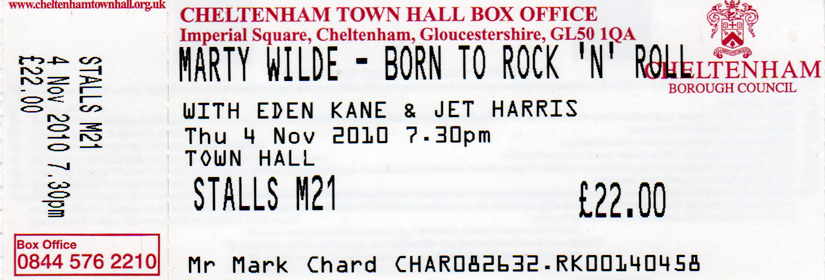 www.cheltenhamtownhall.org.uk
STALLS M21
4 Nov 2010 7.30pm
£22.00
Box Office
0844 576 2210
CHELTENHAM TOWN HALL BOX OFFICE
Imperial Square, Cheltenham, Gloucestershire, GL50 1QA
CHELTENHAM
BOROUGH COUNCIL
MARTY WILDE - BORN TO ROCK 'N' ROLL
WITH EDEN KANE & JET HARRIS
Thu 4 Nov 2010 7.30pm
TOWN HALL
STALLS M21 £22.00
Mr Mark Chard CHAR082632.RK00140458